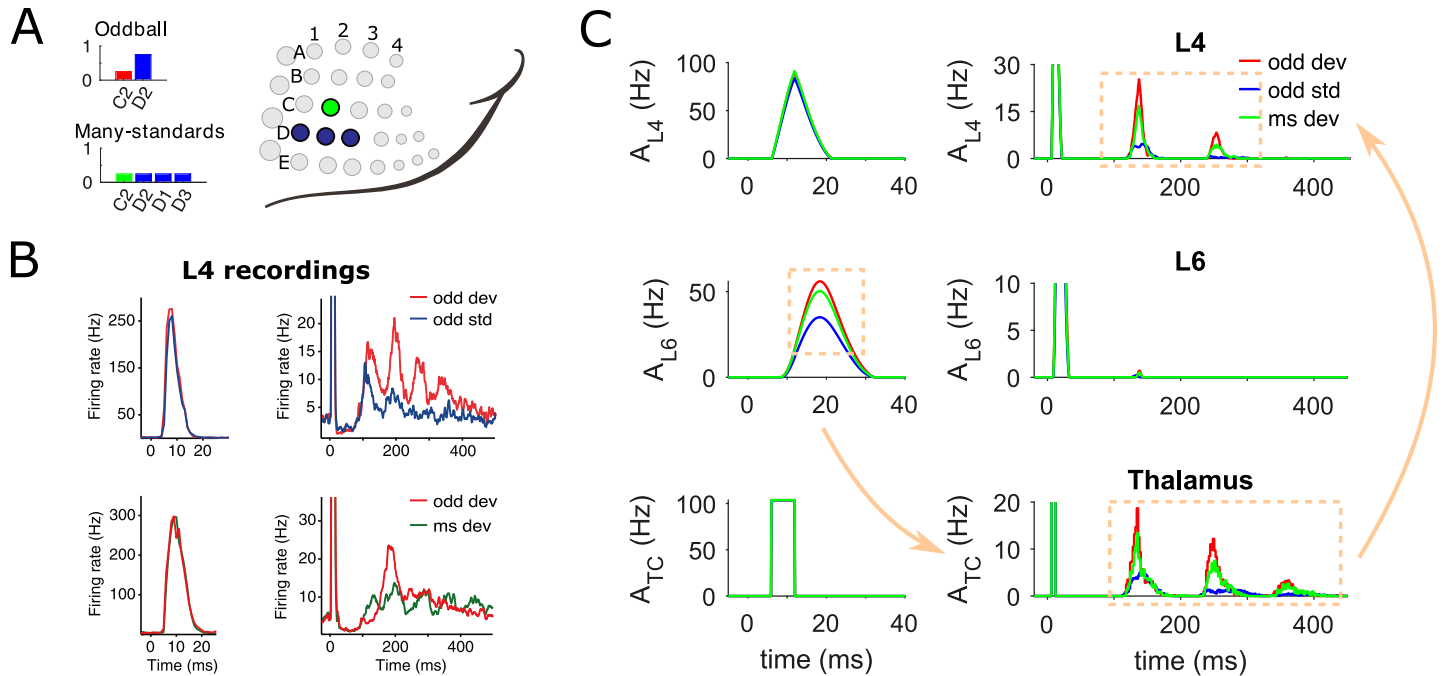 A
Oddball
1
0
C2
D2
Many-standards
1
0
C2
D2
D1
D3
1
2
3
4
A
B
C
D
E
B
L4 recordings
Firing rate (Hz)
250
150
50
0
10
20
Firing rate (Hz)
20
15
10
5
0
200
400
odd dev
odd std
Firing rate (Hz)
300
200
100
0
10
20
Time (ms)
Firing rate (Hz)
30
20
10
0
200
400
Time (ms)
odd dev
ms dev
C
A_L4 (Hz)
100
50
0
0
20
40
L4
A_L4 (Hz)
30
15
0
0
200
400
odd dev
odd std
ms dev
A_L6 (Hz)
50
0
0
20
40
L6
A_L6 (Hz)
10
5
0
0
200
400
A_TC (Hz)
100
50
0
0
20
40
time (ms)
Thalamus
A_TC (Hz)
20
10
0
0
200
400
time (ms)